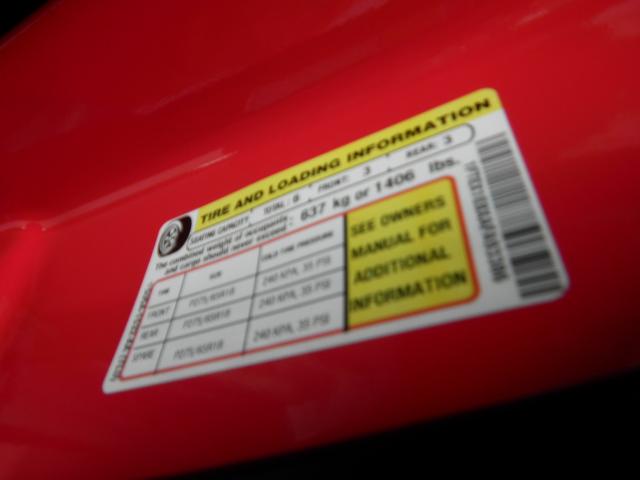 TIRE AND LOADING INFORMATION
SEATING CAPACITY TOTAL: 6 FRONT: 3 REAR: 3
The combined weight of occupants and cargo should never exceed: 637 kg or 1406 lbs.
TIRE SIZE COLD TIRE PRESSURE
FRONT P275/65R18 240 KPA, 35 PSI
REAR P275/65R18 240 KPA, 35 PSI
SPARE P275/65R18 240 KPA, 35 PSI
SEE OWNERS
MANUAL FOR
ADDITIONAL
INFORMATION